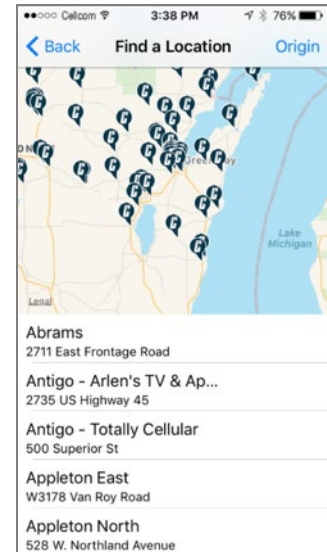 Cellcom 3:38 PM 76%
Back Find a Location Origin
Green Bay
Lake
Michigan
Legal
Abrams
2711 East Frontage Road
Antigo - Arlen's TV & Ap...
2735 US Highway 45
Antigo - Totally Cellular
500 Superior St
Appleton East
W3178 Van Roy Road
Appleton North
528 W. Northland Avenue